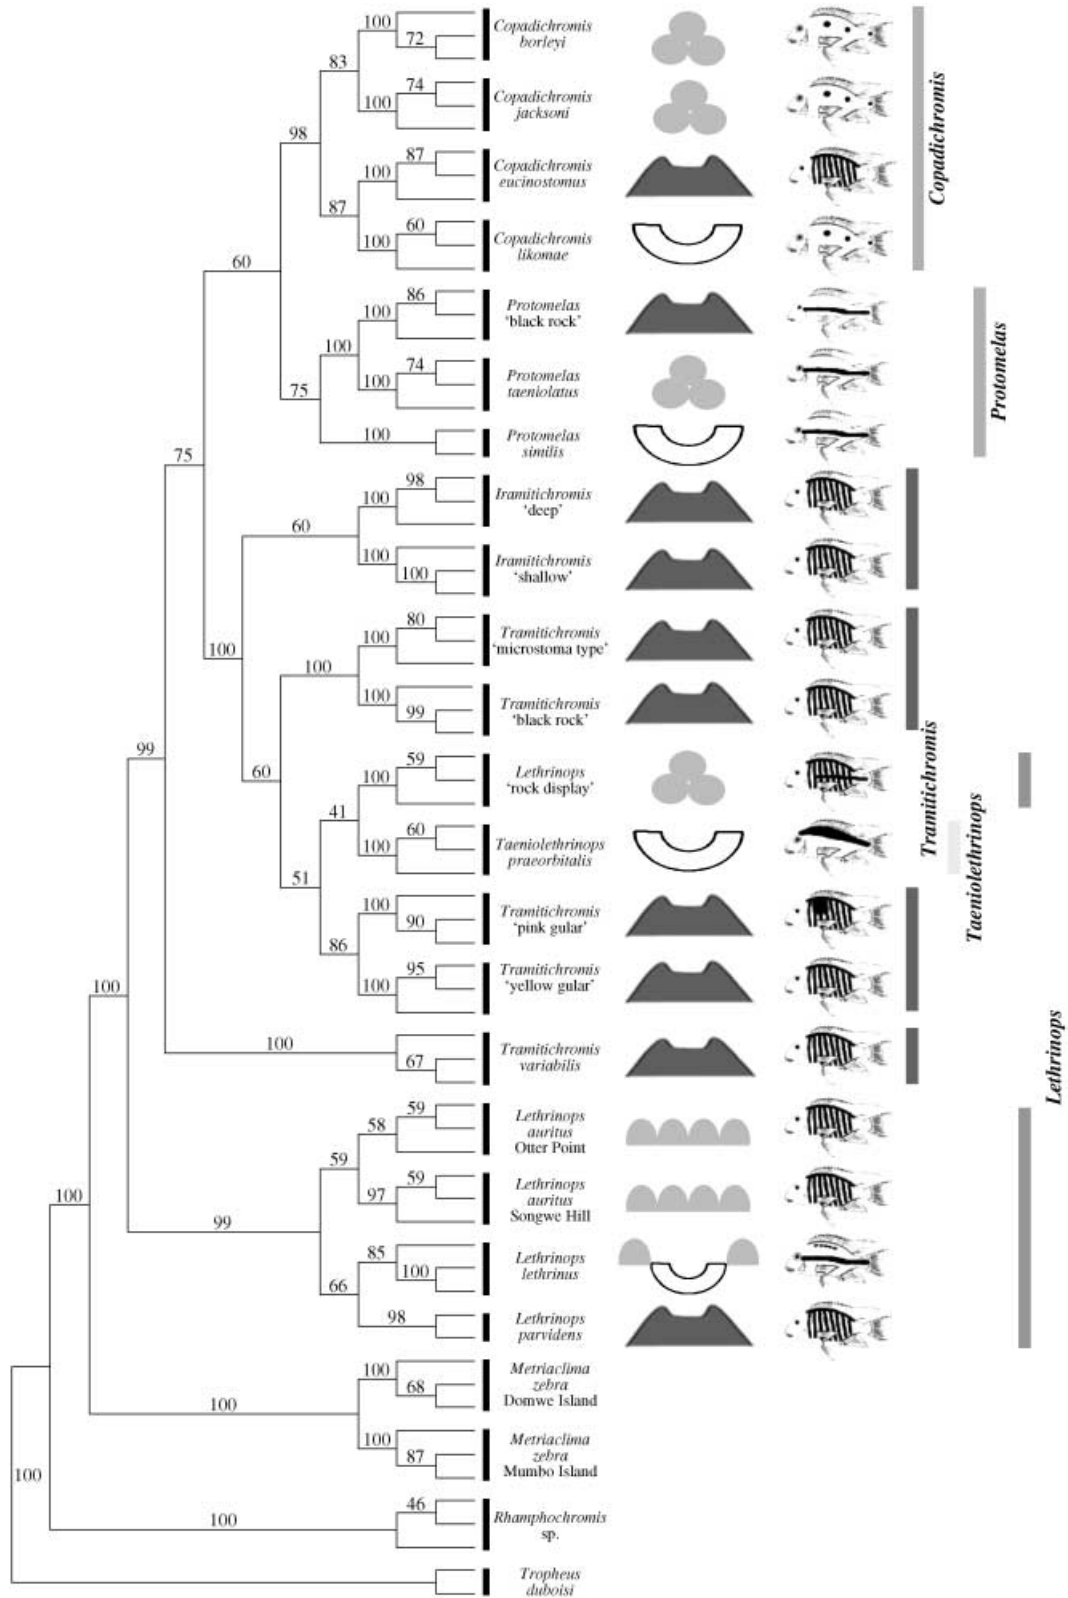 100
72
Copadichromis
borleyi
83
100
74
Copadichromis
jacksoni
98
100
87
Copadichromis
eucinostomus
87
100
60
Copadichromis
likomae
Copadichromis
60
100
86
Protomelas
'black rock'
100
100
74
Protomelas
taeniolatus
75
100
Protomelas
similis
Protomelas
75
100
98
Iramitichromis
'deep'
60
100
100
Iramitichromis
'shallow'
100
100
80
Tramitichromis
'microstoma type'
100
100
99
Tramitichromis
'black rock'
99
60
100
59
Lethrinops
'rock display'
41
100
60
Taeniolethrinops
praeorbitalis
51
100
90
Tramitichromis
'pink gular'
86
100
95
Tramitichromis
'yellow gular'
Tramitichromis
Taeniolethrinops
100
100
67
Tramitichromis
variabilis
Lethrinops
58
59
Lethrinops
auritus
Otter Point
59
97
59
Lethrinops
auritus
Songwe Hill
100
99
85
100
Lethrinops
lethrinus
66
98
Lethrinops
parvidens
100
100
68
Metriaclima
zebra
Domwe Island
100
87
Metriaclima
zebra
Mumbo Island
100
100
46
Rhamphochromis
sp.
Tropheus
duboisi